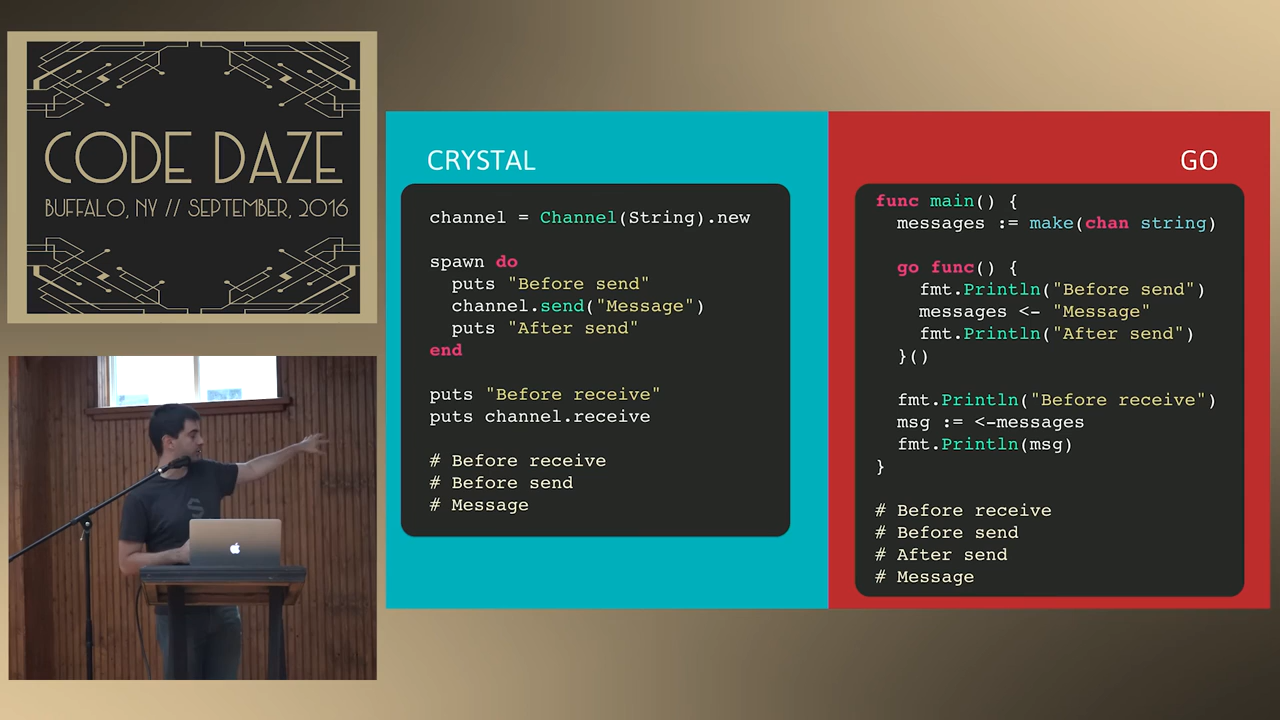 CODE DAZE
BUFFALO, NY // SEPTEMBER, 2016
CRYSTAL
channel = Channel(String).new
spawn do
puts "Before send"
channel.send("Message")
puts "After send"
end
puts "Before receive"
puts channel.receive
# Before receive
# Before send
# Message
GO
func main() {
messages := make(chan string)
go func() {
fmt.Println("Before send")
messages <- "Message"
fmt.Println("After send")
}()
fmt.Println("Before receive")
msg := <-messages
fmt.Println(msg)
}
# Before receive
# Before send
# After send
# Message